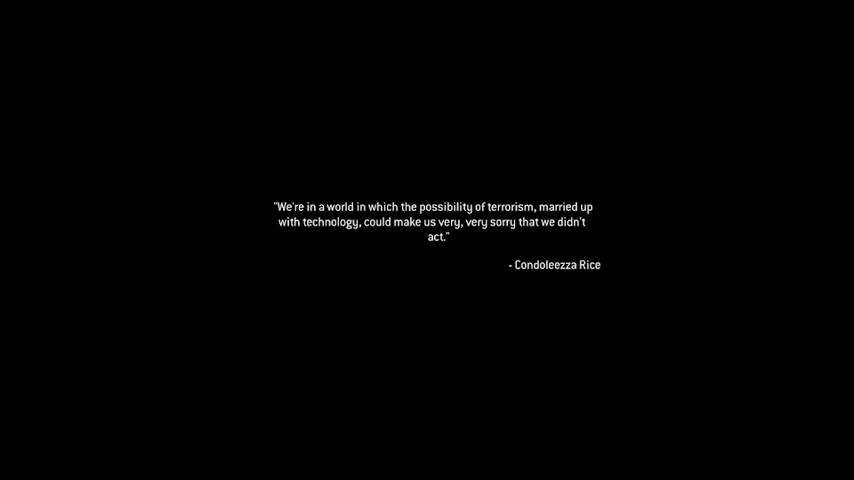 "We're in a world in which the possibility of terrorism, married up
with technology, could make us very, very sorry that we didn't
act."
- Condoleezza Rice